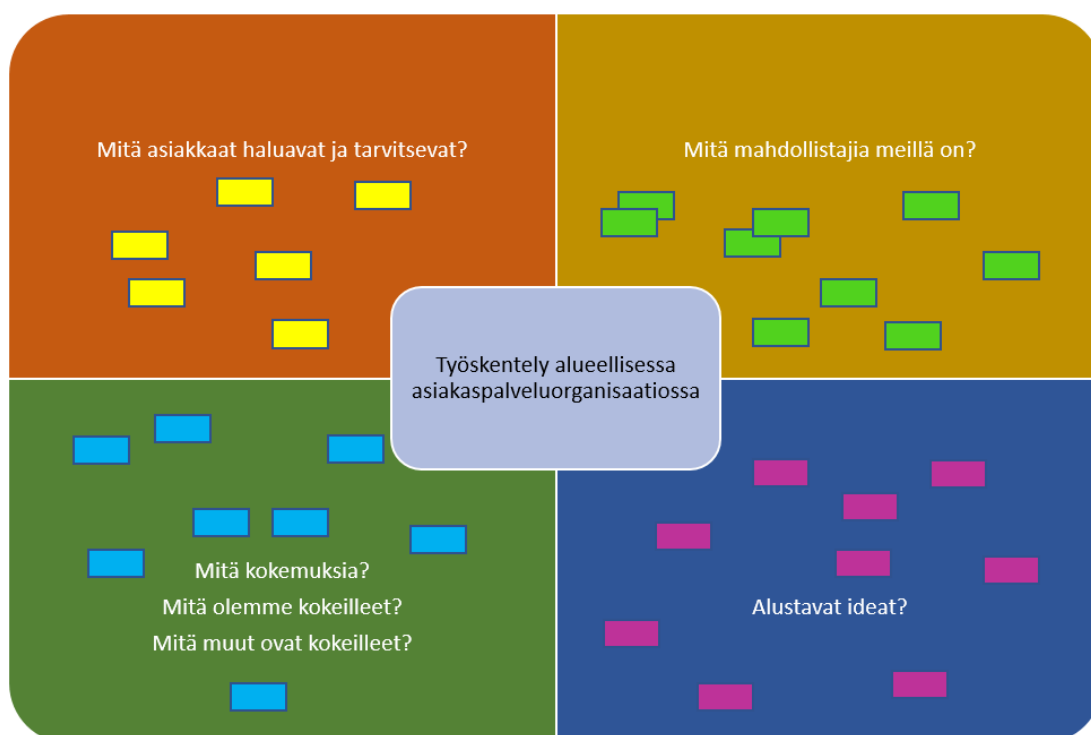 Mitä asiakkaat haluavat ja tarvitsevat?
Mitä mahdollistajia meillä on?
Työskentely alueellisessa
asiakaspalveluorganisaatiossa
Mitä kokemuksia?
Mitä olemme kokeilleet?
Mitä muut ovat kokeilleet?
Alustavat ideat?